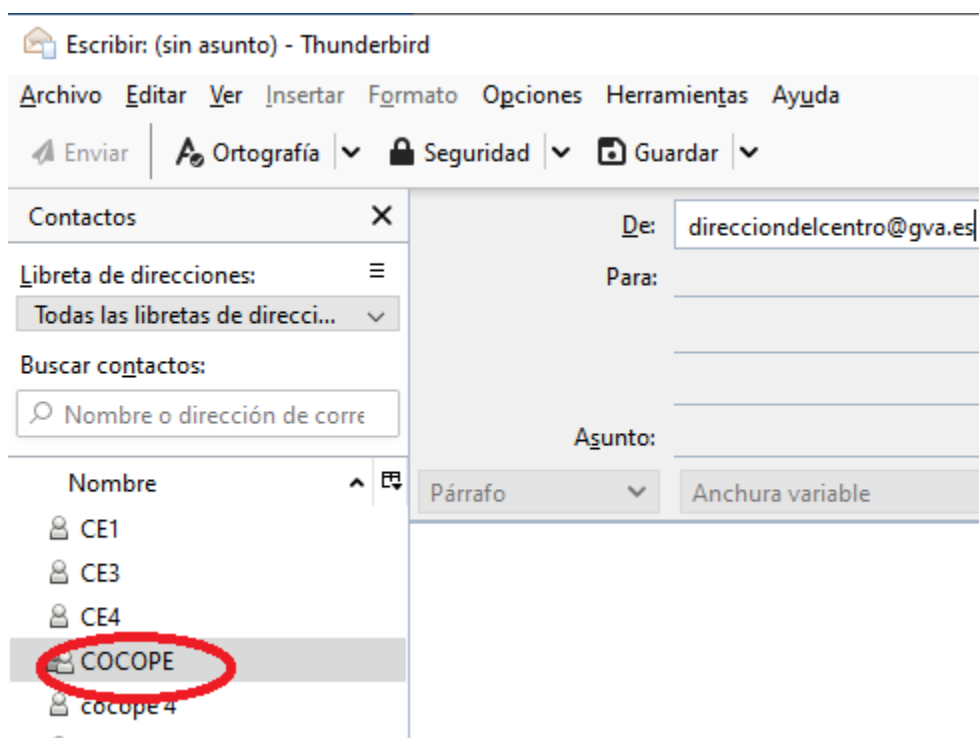 Escribir: (sin asunto) - Thunderbird
Archivo Editar Ver Insertar Formato Opciones Herramientas Ayuda
Enviar Ortografía Seguridad Guardar
Contactos
De: direcciondelcentro@gva.es
Libreta de direcciones:
Para:
Todas las libretas de direcci...
Buscar contactos:
Nombre o dirección de corre
Asunto:
Nombre
Párrafo Anchura variable
CE1
CE3
CE4
COCOPE
cocope 4